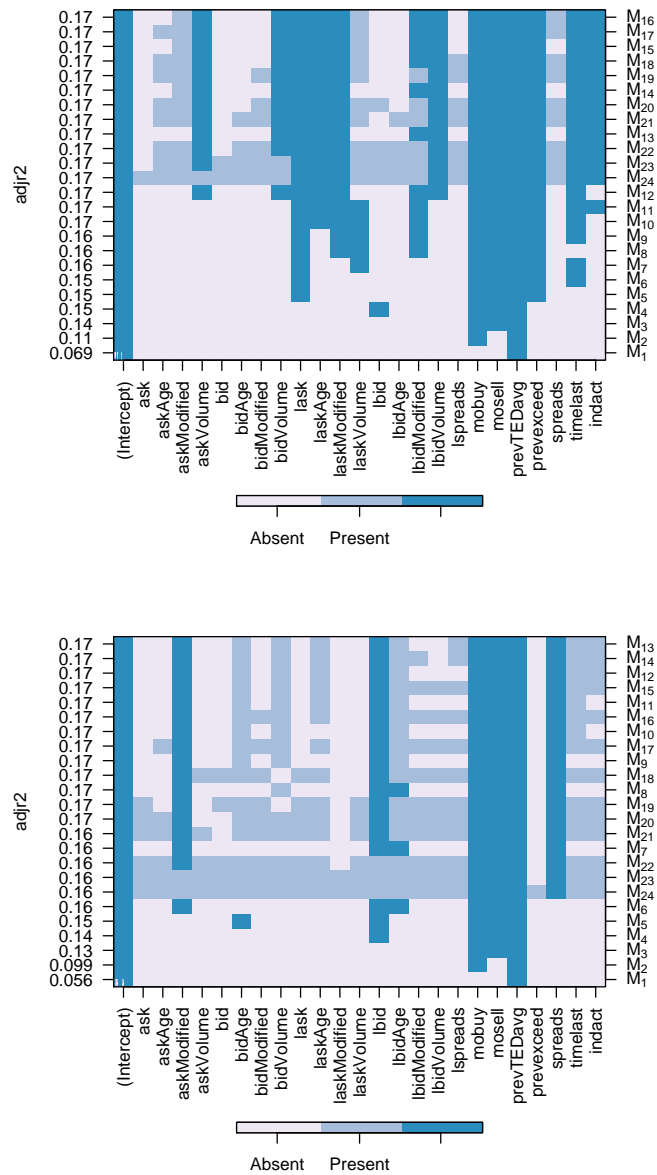 adjr2
0.17 M16
0.17 M17
0.17 M15
0.17 M18
0.17 M19
0.17 M14
0.17 M20
0.17 M21
0.17 M13
0.17 M22
0.17 M23
0.17 M24
0.17 M12
0.17 M11
0.17 M10
0.16 M9
0.16 M8
0.16 M7
0.16 M6
0.15 M5
0.15 M4
0.14 M3
0.11 M2
0.069 M1
(Intercept)
ask
askAge
askModified
askVolume
bid
bidAge
bidModified
bidVolume
lask
laskAge
laskModified
laskVolume
lbid
lbidAge
lbidModified
lbidVolume
lspreads
mobuy
mosell
prevTEDavg
prevexceed
spreads
timelast
indact
Absent Present
adjr2
0.17 M13
0.17 M14
0.17 M12
0.17 M15
0.17 M11
0.17 M16
0.17 M10
0.17 M17
0.17 M9
0.17 M18
0.17 M8
0.17 M19
0.17 M20
0.16 M21
0.16 M7
0.16 M22
0.16 M23
0.16 M24
0.16 M6
0.15 M5
0.14 M4
0.13 M3
0.099 M2
0.056 M1
(Intercept)
ask
askAge
askModified
askVolume
bid
bidAge
bidModified
bidVolume
lask
laskAge
laskModified
laskVolume
lbid
lbidAge
lbidModified
lbidVolume
lspreads
mobuy
mosell
prevTEDavg
prevexceed
spreads
timelast
indact
Absent Present